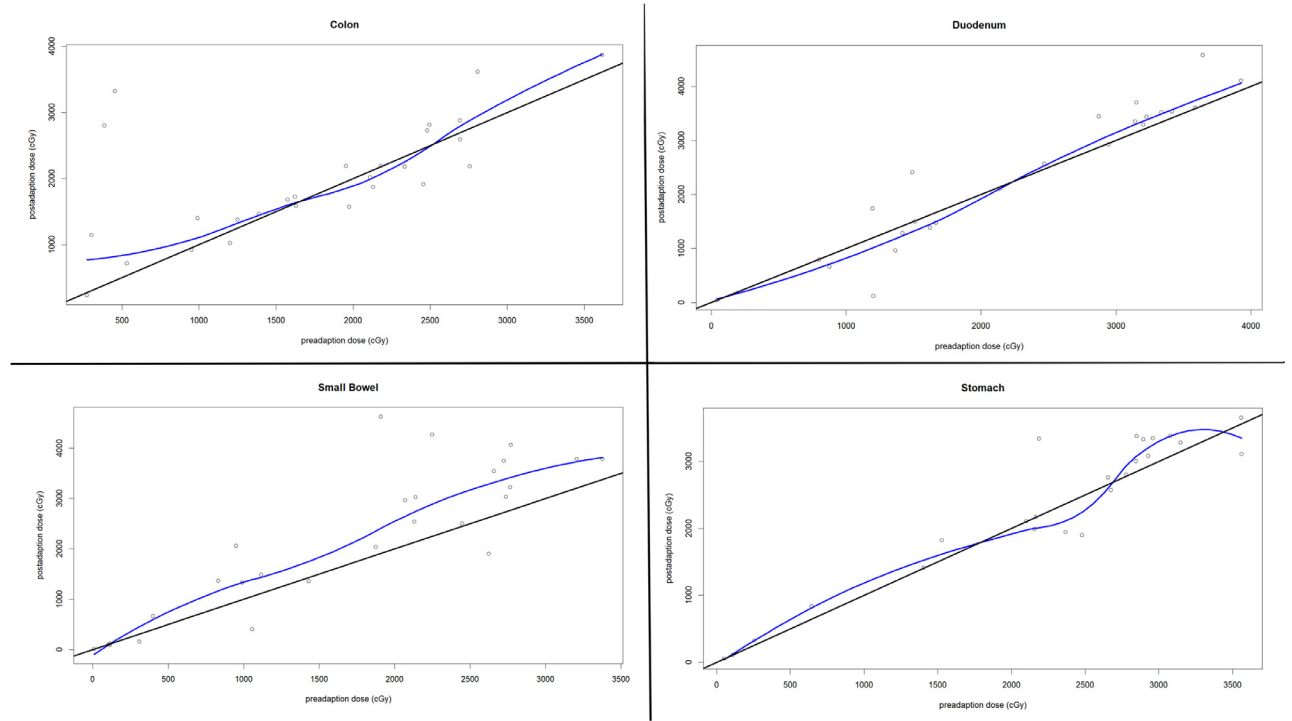 Colon
4000
3000
2000
1000
postadaption dose (cGy)
500 1000 1500 2000 2500 3000 3500
preadaption dose (cGy)
Duodenum
4000
3000
2000
1000
0
postadaption dose (cGy)
0 1000 2000 3000 4000
preadaption dose (cGy)
Small Bowel
4000
3000
2000
1000
0
postadaption dose (cGy)
0 500 1000 1500 2000 2500 3000 3500
preadaption dose (cGy)
Stomach
3000
2000
1000
0
postadaption dose (cGy)
0 500 1000 1500 2000 2500 3000 3500
preadaption dose (cGy)